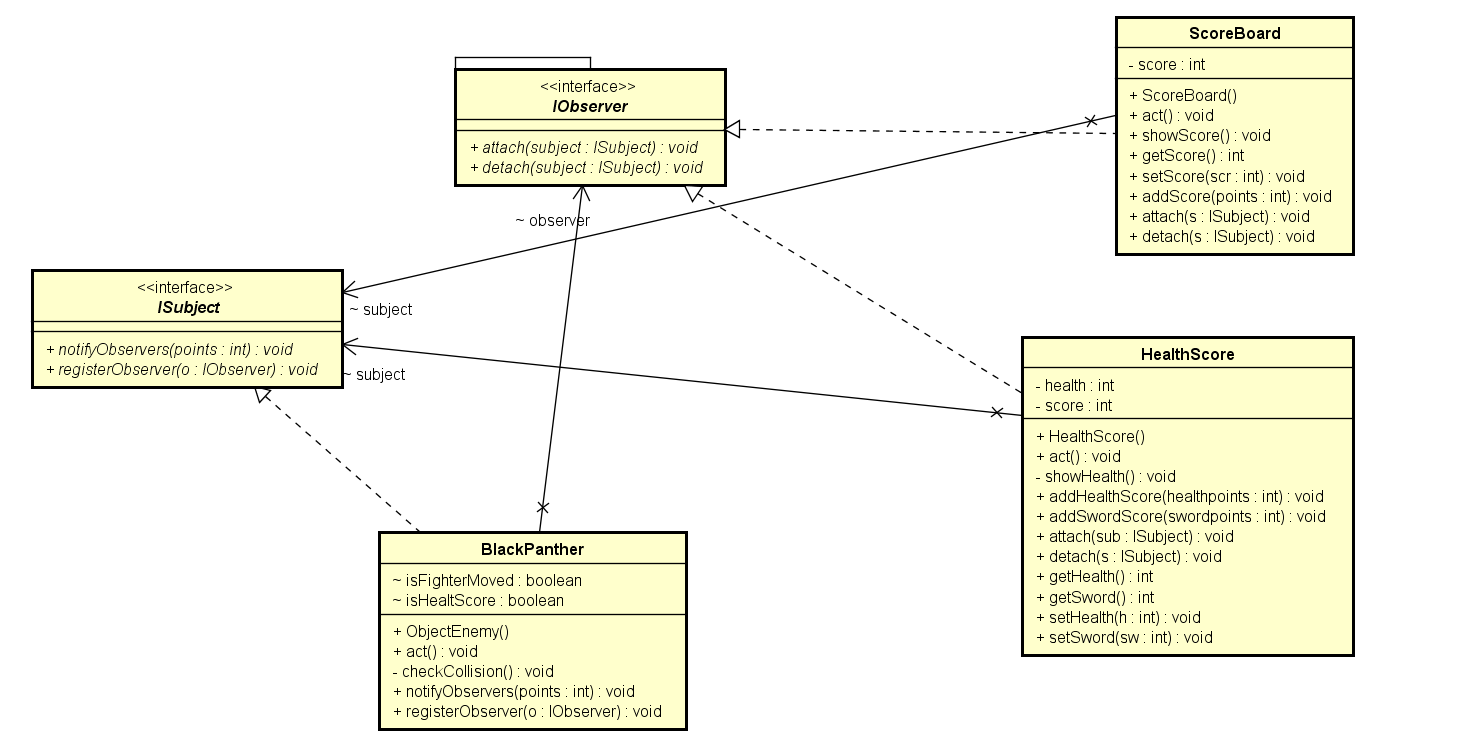 ScoreBoard
- score : int
+ ScoreBoard()
+ act() : void
+ showScore() : void
+ getScore() : int
+ setScore(scr : int) : void
+ addScore(points : int) : void
+ attach(s : ISubject) : void
+ detach(s : ISubject) : void
<<interface>>
IObserver
+ attach(subject : ISubject) : void
+ detach(subject : ISubject) : void
~ observer
<<interface>>
ISubject
+ notifyObservers(points : int) : void
+ registerObserver(o : IObserver) : void
~ subject
~ subject
HealthScore
- health : int
- score : int
+ HealthScore()
+ act() : void
- showHealth() : void
+ addHealthScore(healthpoints : int) : void
+ addSwordScore(swordpoints : int) : void
+ attach(sub : ISubject) : void
+ detach(s : ISubject) : void
+ getHealth() : int
+ getSword() : int
+ setHealth(h : int) : void
+ setSword(sw : int) : void
BlackPanther
~ isFighterMoved : boolean
~ isHealtScore : boolean
+ ObjectEnemy()
+ act() : void
- checkCollision() : void
+ notifyObservers(points : int) : void
+ registerObserver(o : IObserver) : void